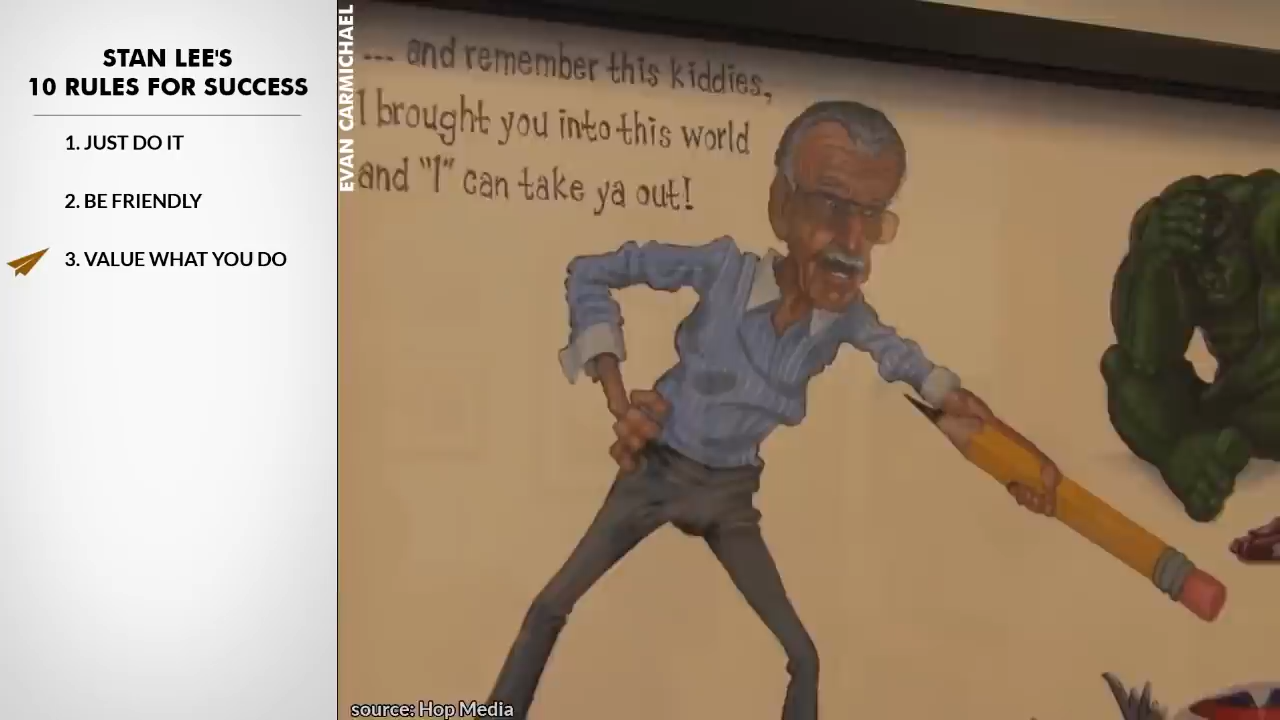 STAN LEE'S
10 RULES FOR SUCCESS
1. JUST DO IT
2. BE FRIENDLY
3. VALUE WHAT YOU DO
EVAN CARMICHAEL
--- and remember this kiddies,
I brought you into this world
and "I" can take ya out!
source: Hop Media